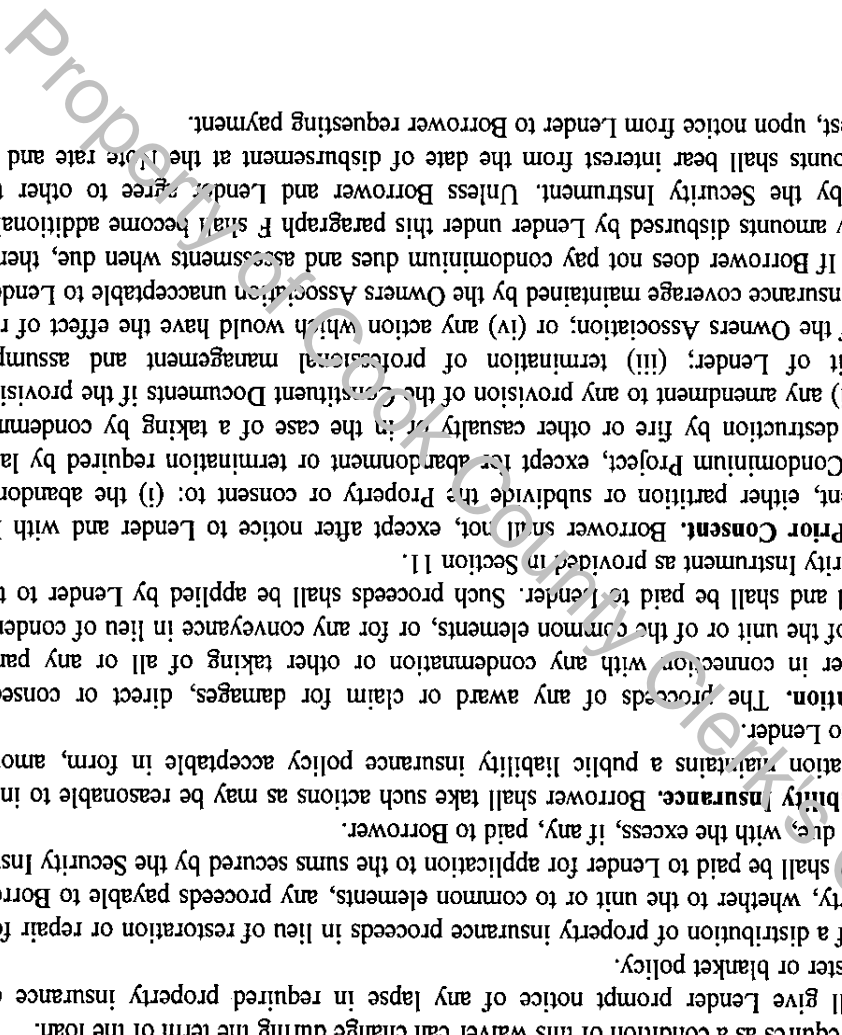 equires as a condition of this waiver can change during the term of the loan.
ll give Lender prompt notice of any lapse in required property insurance
ster or blanket policy.
f a distribution of property insurance proceeds in lieu of restoration or repair f
rty, whether to the unit or to common elements, any proceeds payable to Borro
shall be paid to Lender for application to the sums secured by the Security Ins
due, with the excess, if any, paid to Borrower.
bility Insurance. Borrower shall take such actions as may be reasonable to in
iation maintains a public liability insurance policy acceptable in form, amo
o Lender.
ation. The proceeds of any award or claim for damages, direct or conse
er in connection with any condemnation or other taking of all or any par
of the unit or of the common elements, or for any conveyance in lieu of conder
l and shall be paid to Lender. Such proceeds shall be applied by Lender to t
rity Instrument as provided in Section 11.
Prior Consent. Borrower shall not, except after notice to Lender and with
nt, either partition or subdivide the Property or consent to: (i) the abandor
Condominium Project, except for abandonment or termination required by la
destruction by fire or other casualty or in the case of a taking by condemn
) any amendment to any provision of the Constituent Documents if the provisi
it of Lender; (iii) termination of professional management and assump
f the Owners Association; or (iv) any action which would have the effect of r
insurance coverage maintained by the Owners Association unacceptable to Lende
If Borrower does not pay condominium dues and assessments when due, ther
y amounts disbursed by Lender under this paragraph F shall become additional
by the Security Instrument. Unless Borrower and Lender agree to other t
ounts shall bear interest from the date of disbursement at the Note rate and
est, upon notice from Lender to Borrower requesting payment.
Property of Cook County Clerk's O